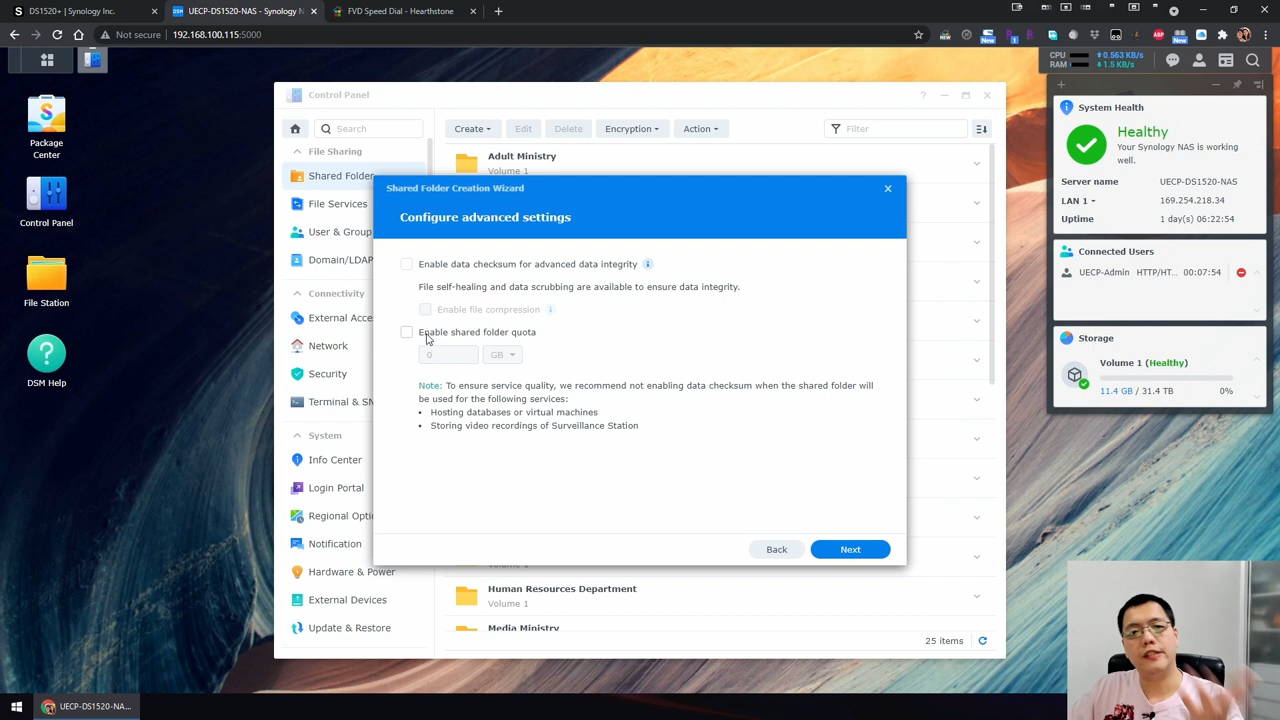 DS1520+ | Synology Inc.
UECP-DS1520-NAS - Synology N
FVD Speed Dial - Hearthstone
Not secure
192.168.100.115:5000
New
New
ABP
CPU
0.563 KB/s
RAM
1.5 KB/s
Package
Center
Control Panel
File Station
DSM Help
Control Panel
Search
File Sharing
Shared Folder
File Services
User & Group
Domain/LDAP
Connectivity
External Acce
Network
Security
Terminal & SN
System
Info Center
Login Portal
Regional Opti
Notification
Hardware & Power
External Devices
Update & Restore
Create
Edit
Delete
Encryption
Action
Filter
Adult Ministry
Volume 1
Shared Folder Creation Wizard
Configure advanced settings
Enable data checksum for advanced data integrity
File self-healing and data scrubbing are available to ensure data integrity.
Enable file compression
Enable shared folder quota
0
GB
Note: To ensure service quality, we recommend not enabling data checksum when the shared folder will
be used for the following services:
• Hosting databases or virtual machines
• Storing video recordings of Surveillance Station
Back
Next
Volume 1
Human Resources Department
Volume 1
Media Ministry
25 items
System Health
Healthy
Your Synology NAS is working
well.
Server name
UECP-DS1520-NAS
LAN 1
169.254.218.34
Uptime
1 day(s) 06:22:54
Connected Users
UECP-Admin
HTTP/HT...
00:07:54
Storage
Volume 1 (Healthy)
11.4 GB / 31.4 TB
0%
UECP-DS1520-NA...